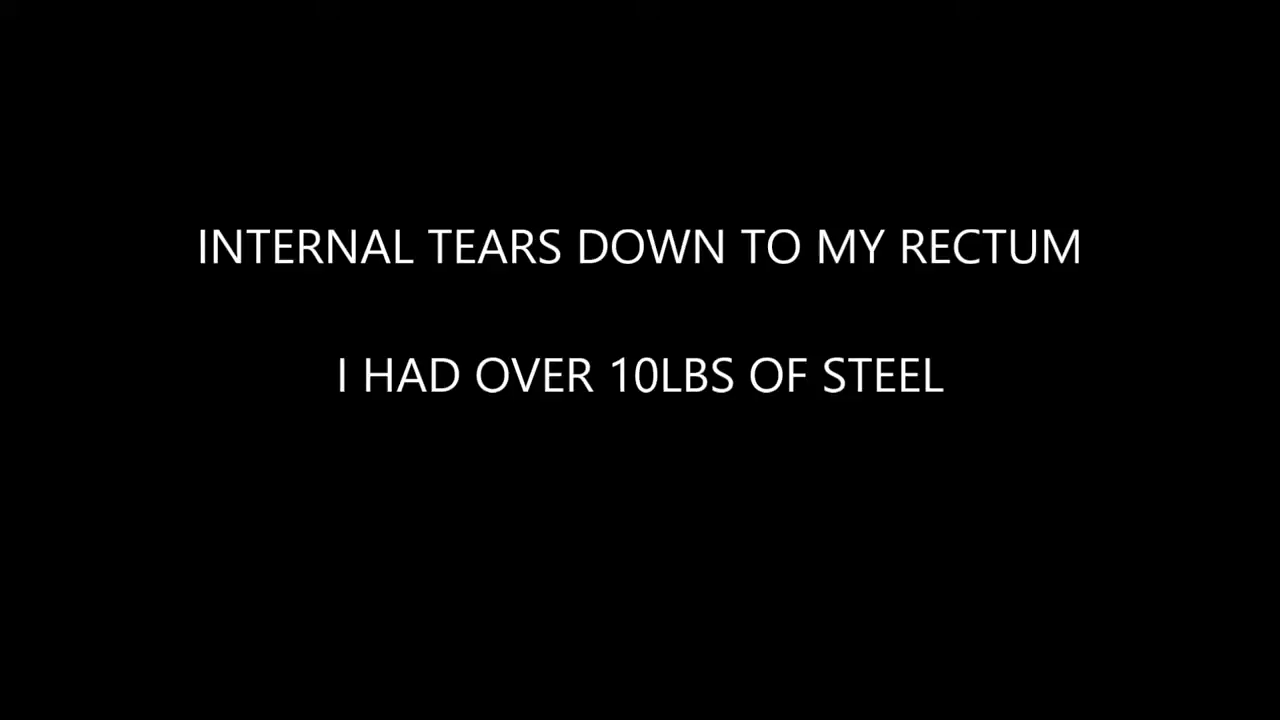 INTERNAL TEARS DOWN TO MY RECTUM
I HAD OVER 10LBS OF STEEL